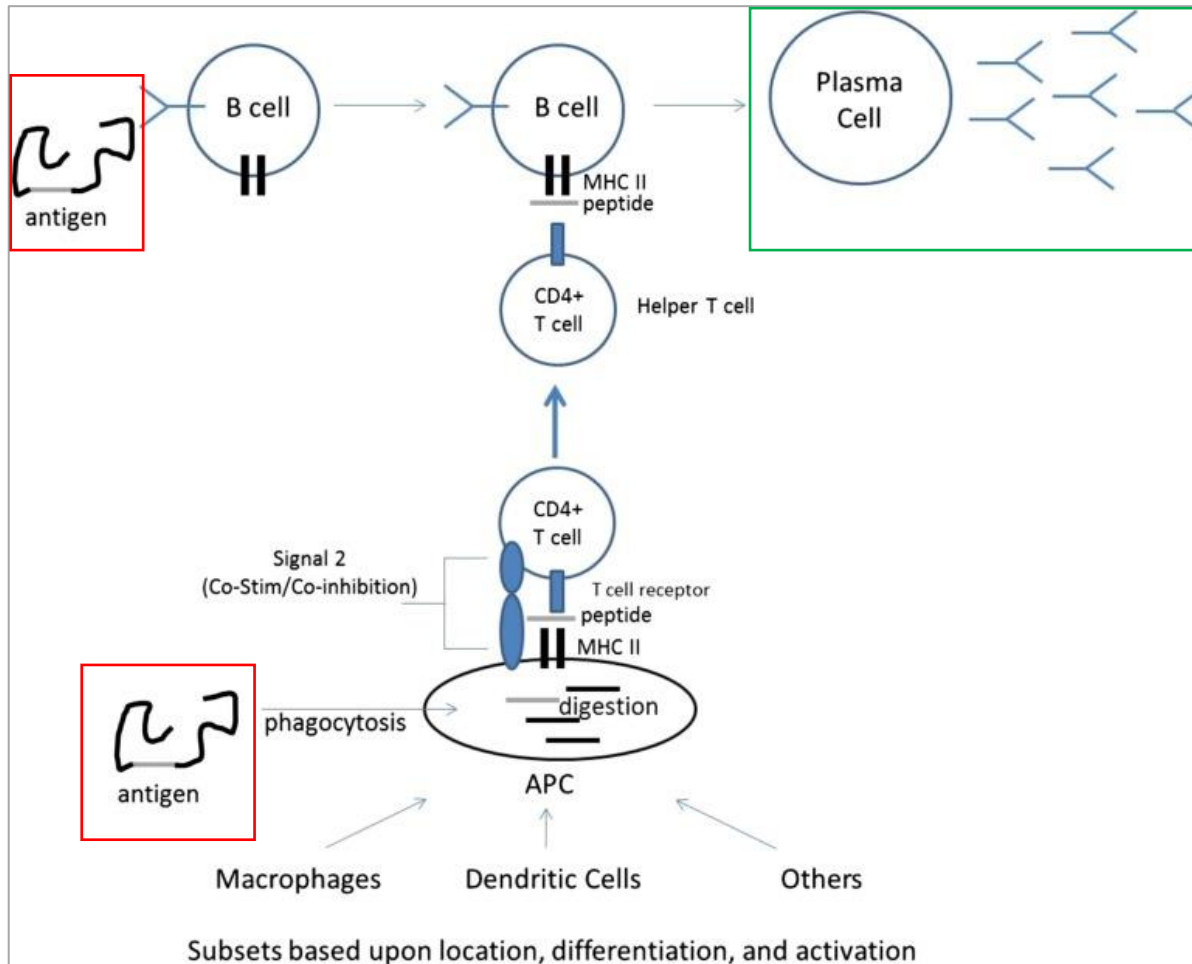 B cell
B cell
Plasma
Cell
antigen
MHC II
peptide
CD4+
T cell
Helper T cell
CD4+
T cell
Signal 2
(Co-Stim/Co-inhibition)
T cell receptor
peptide
MHC II
antigen
phagocytosis
digestion
APC
Macrophages
Dendritic Cells
Others
Subsets based upon location, differentiation, and activation